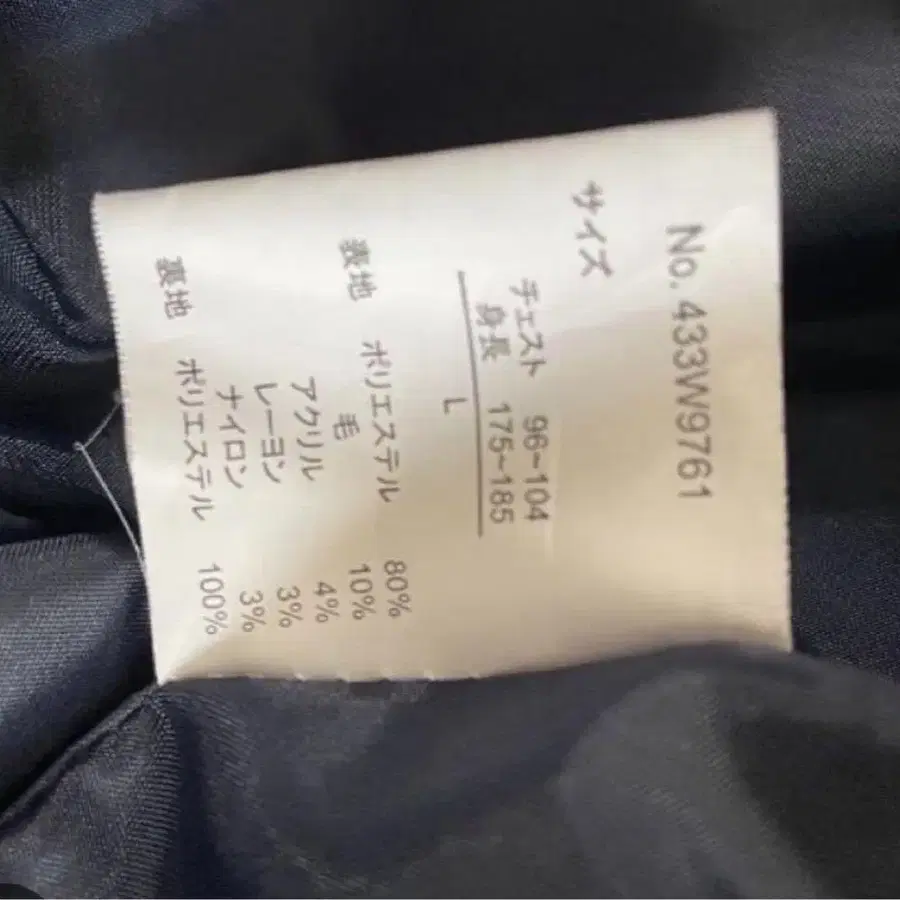 No. 433W9761
サイズ
チェスト 96~104
身長 175~185
L
表地 ポリエステル 80%
毛 10%
アクリル 4%
レーヨン 3%
ナイロン 3%
裏地 ポリエステル 100%